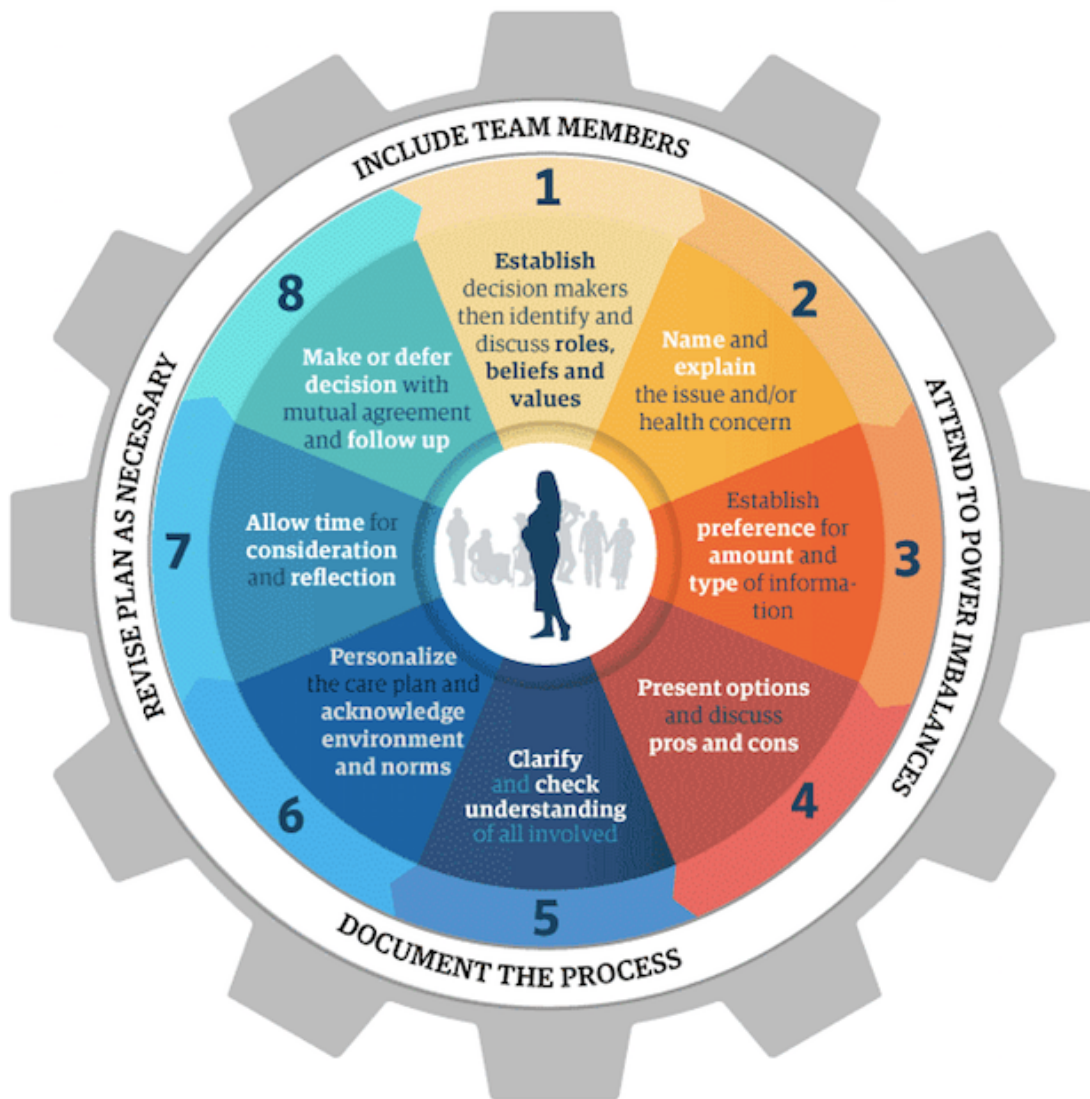 INCLUDE TEAM MEMBERS
ATTEND TO POWER IMBALANCES
DOCUMENT THE PROCESS
REVISE PLAN AS NECESSARY
1
Establish
decision makers
then identify and
discuss roles,
beliefs and
values
2
Name and
explain
the issue and/or
health concern
3
Establish
preference for
amount and
type of informa-
tion
4
Present options
and discuss
pros and cons
5
Clarify
and check
understanding
of all involved
6
Personalize
the care plan and
acknowledge
environment
and norms
7
Allow time for
consideration
and reflection
8
Make or defer
decision with
mutual agreement
and follow up